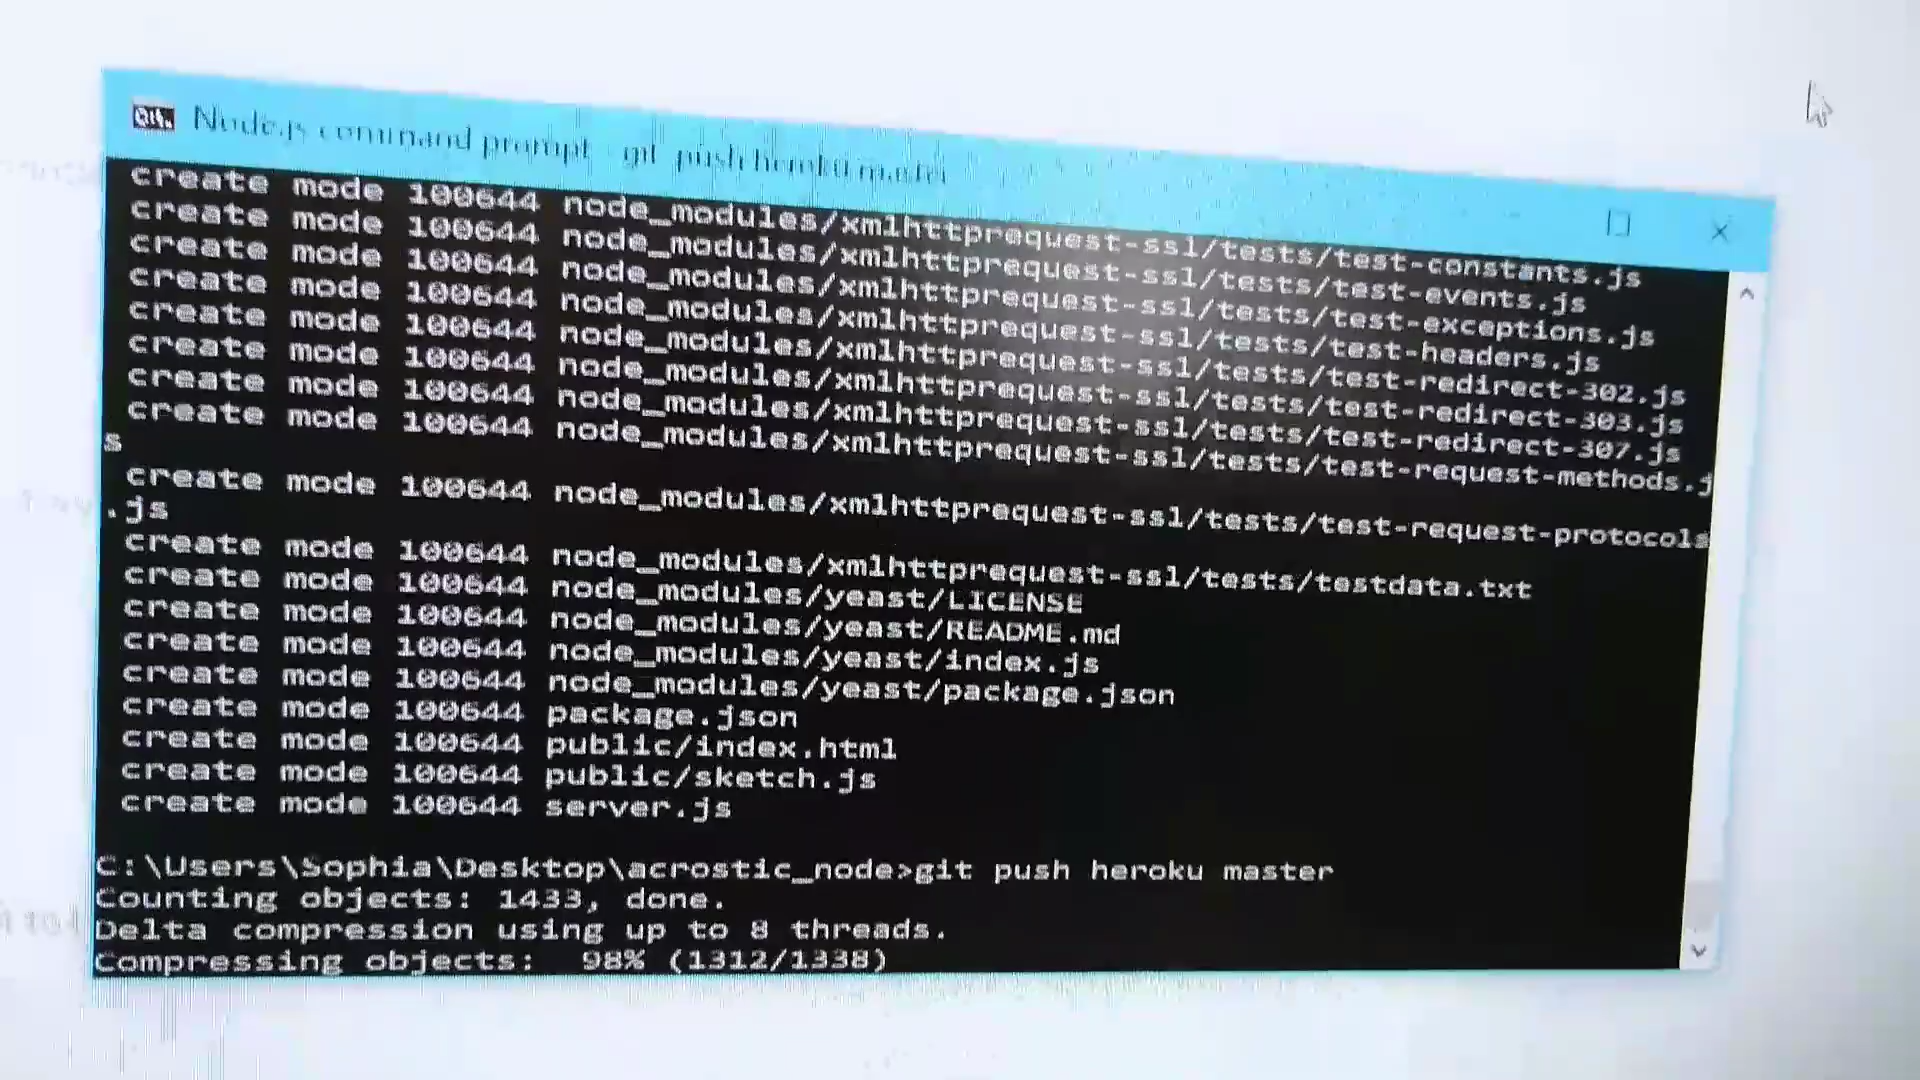 Node.js command prompt - git push heroku master
create mode 100644 node_modules/xmlhttprequest-ssl/tests/test-constants.js
create mode 100644 node_modules/xmlhttprequest-ssl/tests/test-events.js
create mode 100644 node_modules/xmlhttprequest-ssl/tests/test-exceptions.js
create mode 100644 node_modules/xmlhttprequest-ssl/tests/test-headers.js
create mode 100644 node_modules/xmlhttprequest-ssl/tests/test-redirect-302.js
create mode 100644 node_modules/xmlhttprequest-ssl/tests/test-redirect-303.js
create mode 100644 node_modules/xmlhttprequest-ssl/tests/test-redirect-307.js
create mode 100644 node_modules/xmlhttprequest-ssl/tests/test-request-methods.j
s
create mode 100644 node_modules/xmlhttprequest-ssl/tests/test-request-protocols
.js
create mode 100644 node_modules/xmlhttprequest-ssl/tests/testdata.txt
create mode 100644 node_modules/yeast/LICENSE
create mode 100644 node_modules/yeast/README.md
create mode 100644 node_modules/yeast/index.js
create mode 100644 node_modules/yeast/package.json
create mode 100644 package.json
create mode 100644 public/index.html
create mode 100644 public/sketch.js
create mode 100644 server.js
C:\Users\Sophia\Desktop\acrostic_node>git push heroku master
Counting objects: 1433, done.
Delta compression using up to 8 threads.
Compressing objects: 98% (1312/1338)